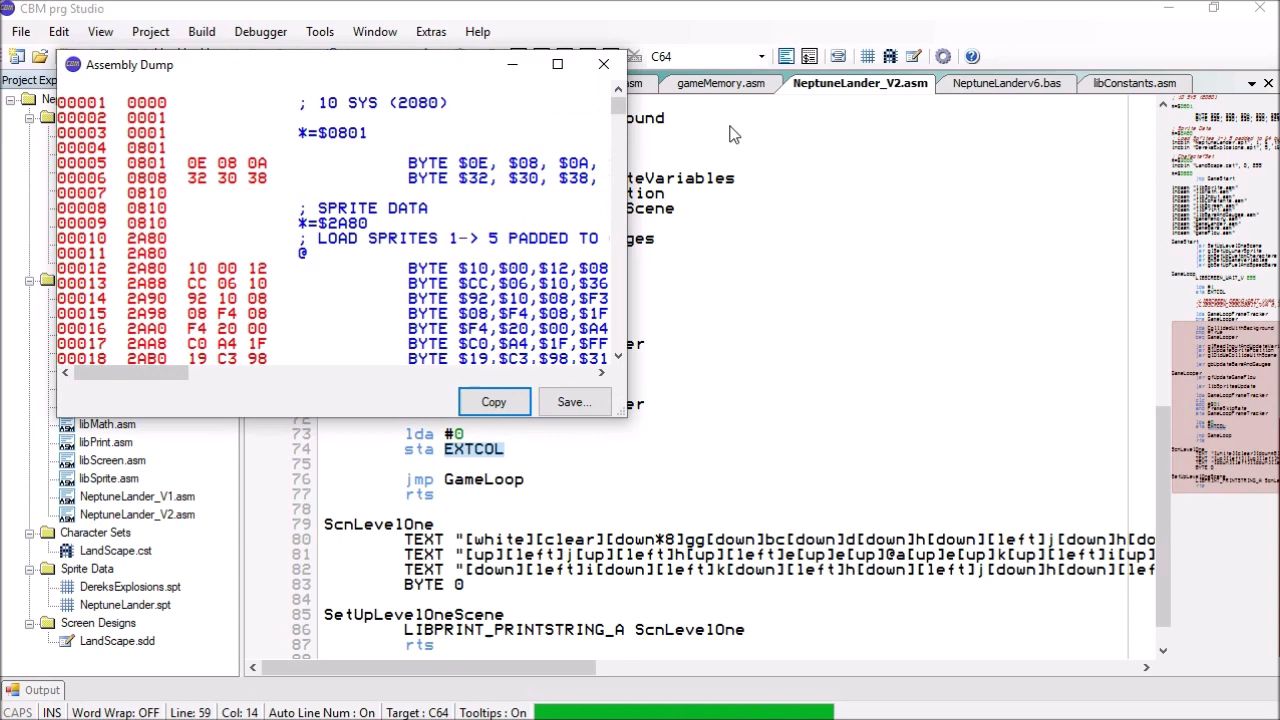 CBM prg Studio
File Edit View Project Build Debugger Tools Window Extras Help
C64
Assembly Dump
Project Exp
sm gameMemory.asm NeptuneLander_V2.asm NeptuneLanderv6.bas libConstants.asm
00001 0000 ; 10 SYS (2080)
00002 0001
00003 0001 *=$0801
00004 0801
00005 0801 0E 08 0A BYTE $0E, $08, $0A,
00006 0808 32 30 38 BYTE $32, $30, $38,
00007 0810
00008 0810 ; SPRITE DATA
00009 0810 *=$2A80
00010 2A80 ; LOAD SPRITES 1-> 5 PADDED TO
00011 2A80 @
00012 2A80 10 00 12 BYTE $10,$00,$12,$08
00013 2A88 CC 06 10 BYTE $CC,$06,$10,$36
00014 2A90 92 10 08 BYTE $92,$10,$08,$F3
00015 2A98 08 F4 08 BYTE $08,$F4,$08,$1F
00016 2AA0 F4 20 00 BYTE $F4,$20,$00,$A4
00017 2AA8 C0 A4 1F BYTE $C0,$A4,$1F,$FF
00018 2AB0 19 C3 98 BYTE $19,$C3,$98,$31
Copy Save...
ound
teVariables
tion
Scene
ges
er
er
72
73 lda #0
74 sta EXTCOL
75
76 jmp GameLoop
77 rts
78
79 ScnLevelOne
80 TEXT "[white][clear][down*8]gg[down]bc[down]d[down]h[down][left]j[down]h[do
81 TEXT "[up][left]j[up][left]h[up][left]e[up]e[up]@a[up]e[up]k[up][left]i[up]
82 TEXT "[down][left]i[down][left]k[down][left]h[down][left]j[down]h[down][left]
83 BYTE 0
84
85 SetUpLevelOneScene
86 LIBPRINT_PRINTSTRING_A ScnLevelOne
87 rts
Ne
libMath.asm
libPrint.asm
libScreen.asm
libSprite.asm
NeptuneLander_V1.asm
NeptuneLander_V2.asm
Character Sets
LandScape.cst
Sprite Data
DereksExplosions.spt
NeptuneLander.spt
Screen Designs
LandScape.sdd
Output
CAPS INS Word Wrap: OFF Line: 59 Col: 14 Auto Line Num : On Target : C64 Tooltips : On